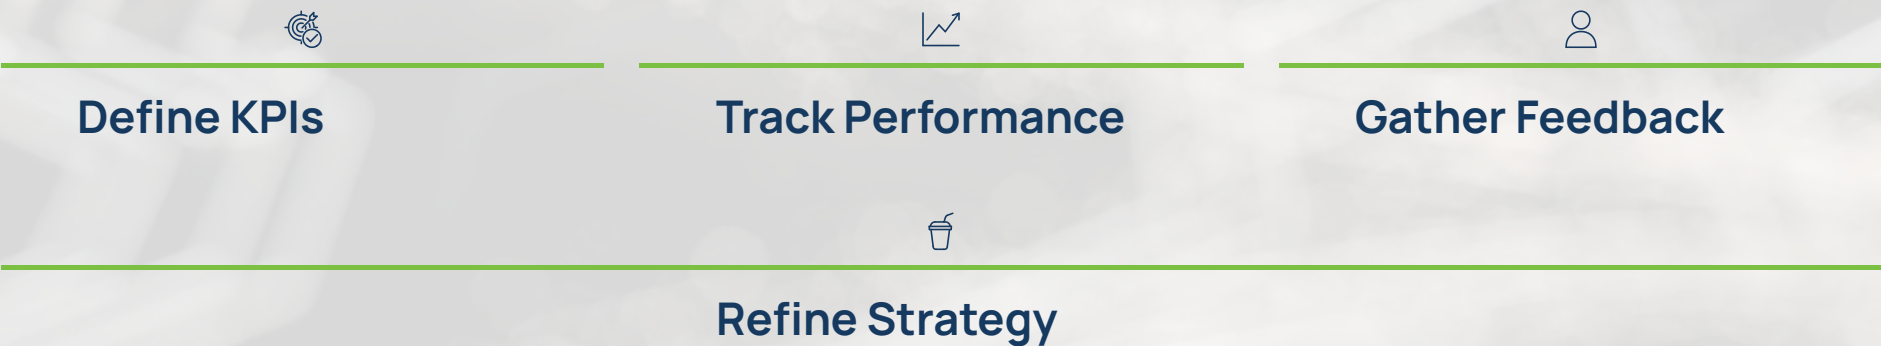 Define KPIs
Track Performance
Gather Feedback
Refine Strategy